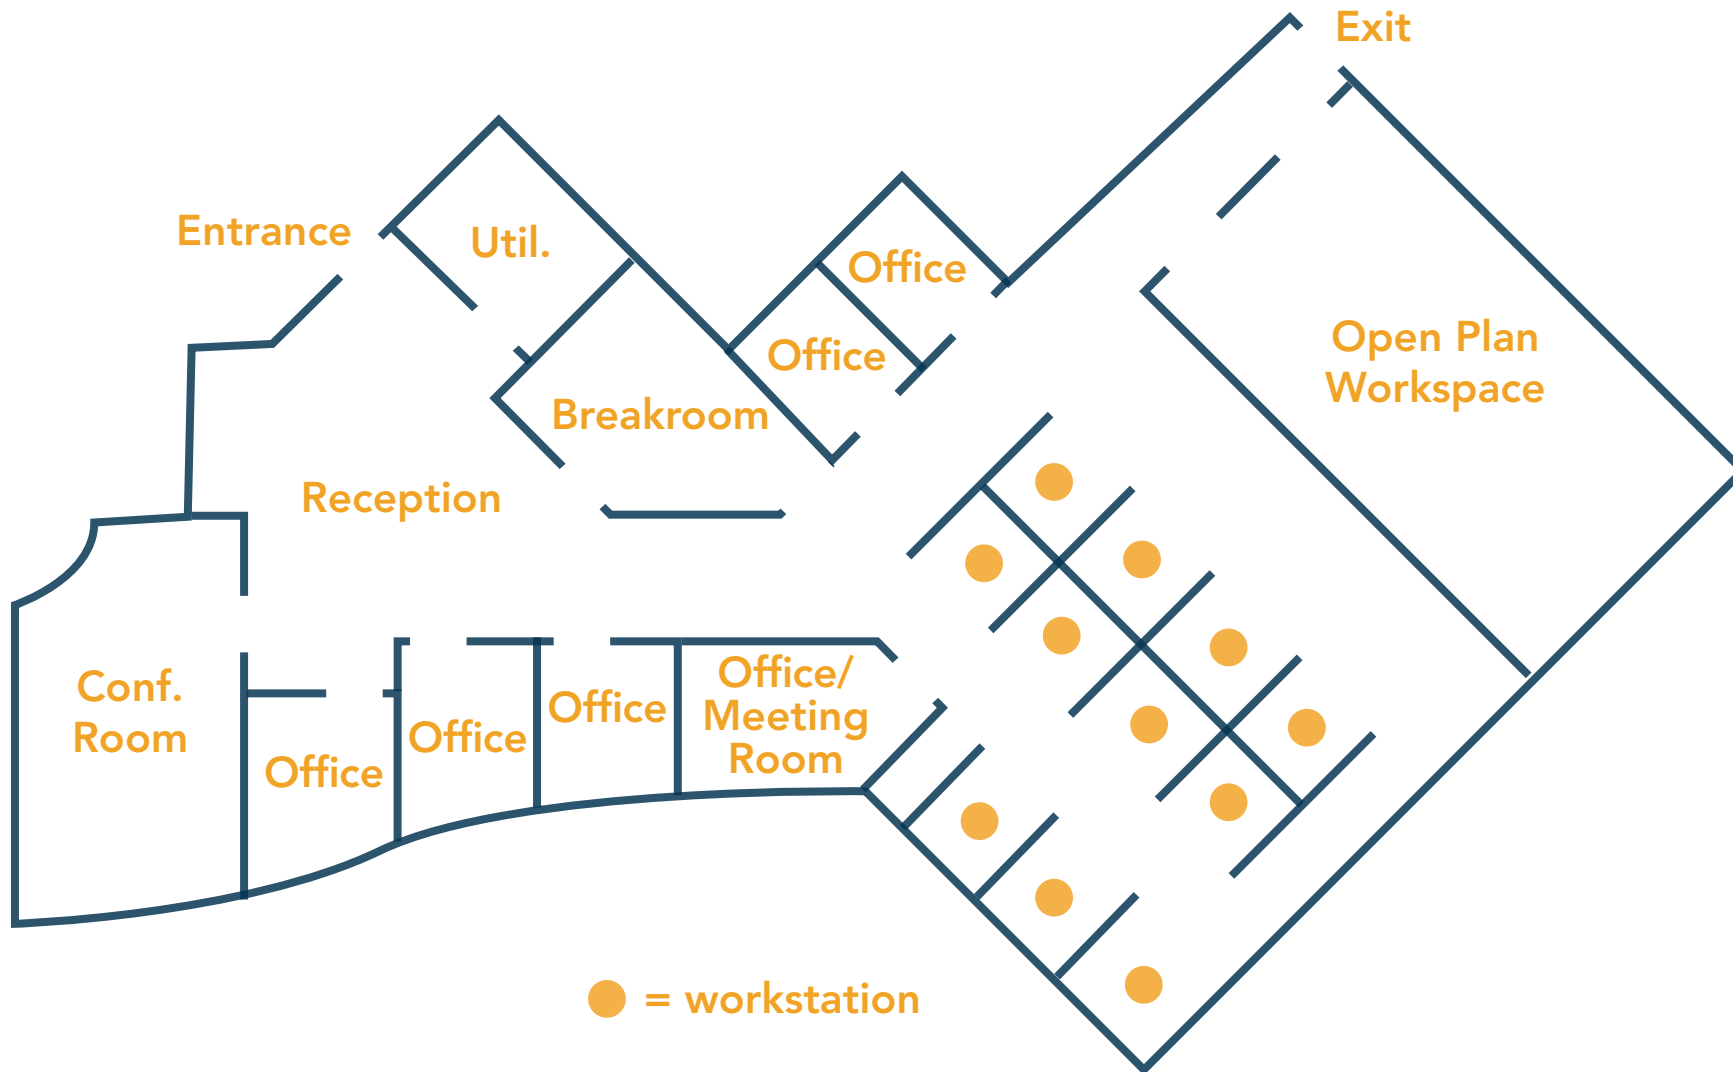 Exit
Entrance
Util.
Office
Office
Open Plan
Workspace
Breakroom
Reception
Conf.
Room
Office
Office
Office
Office/
Meeting
Room
= workstation